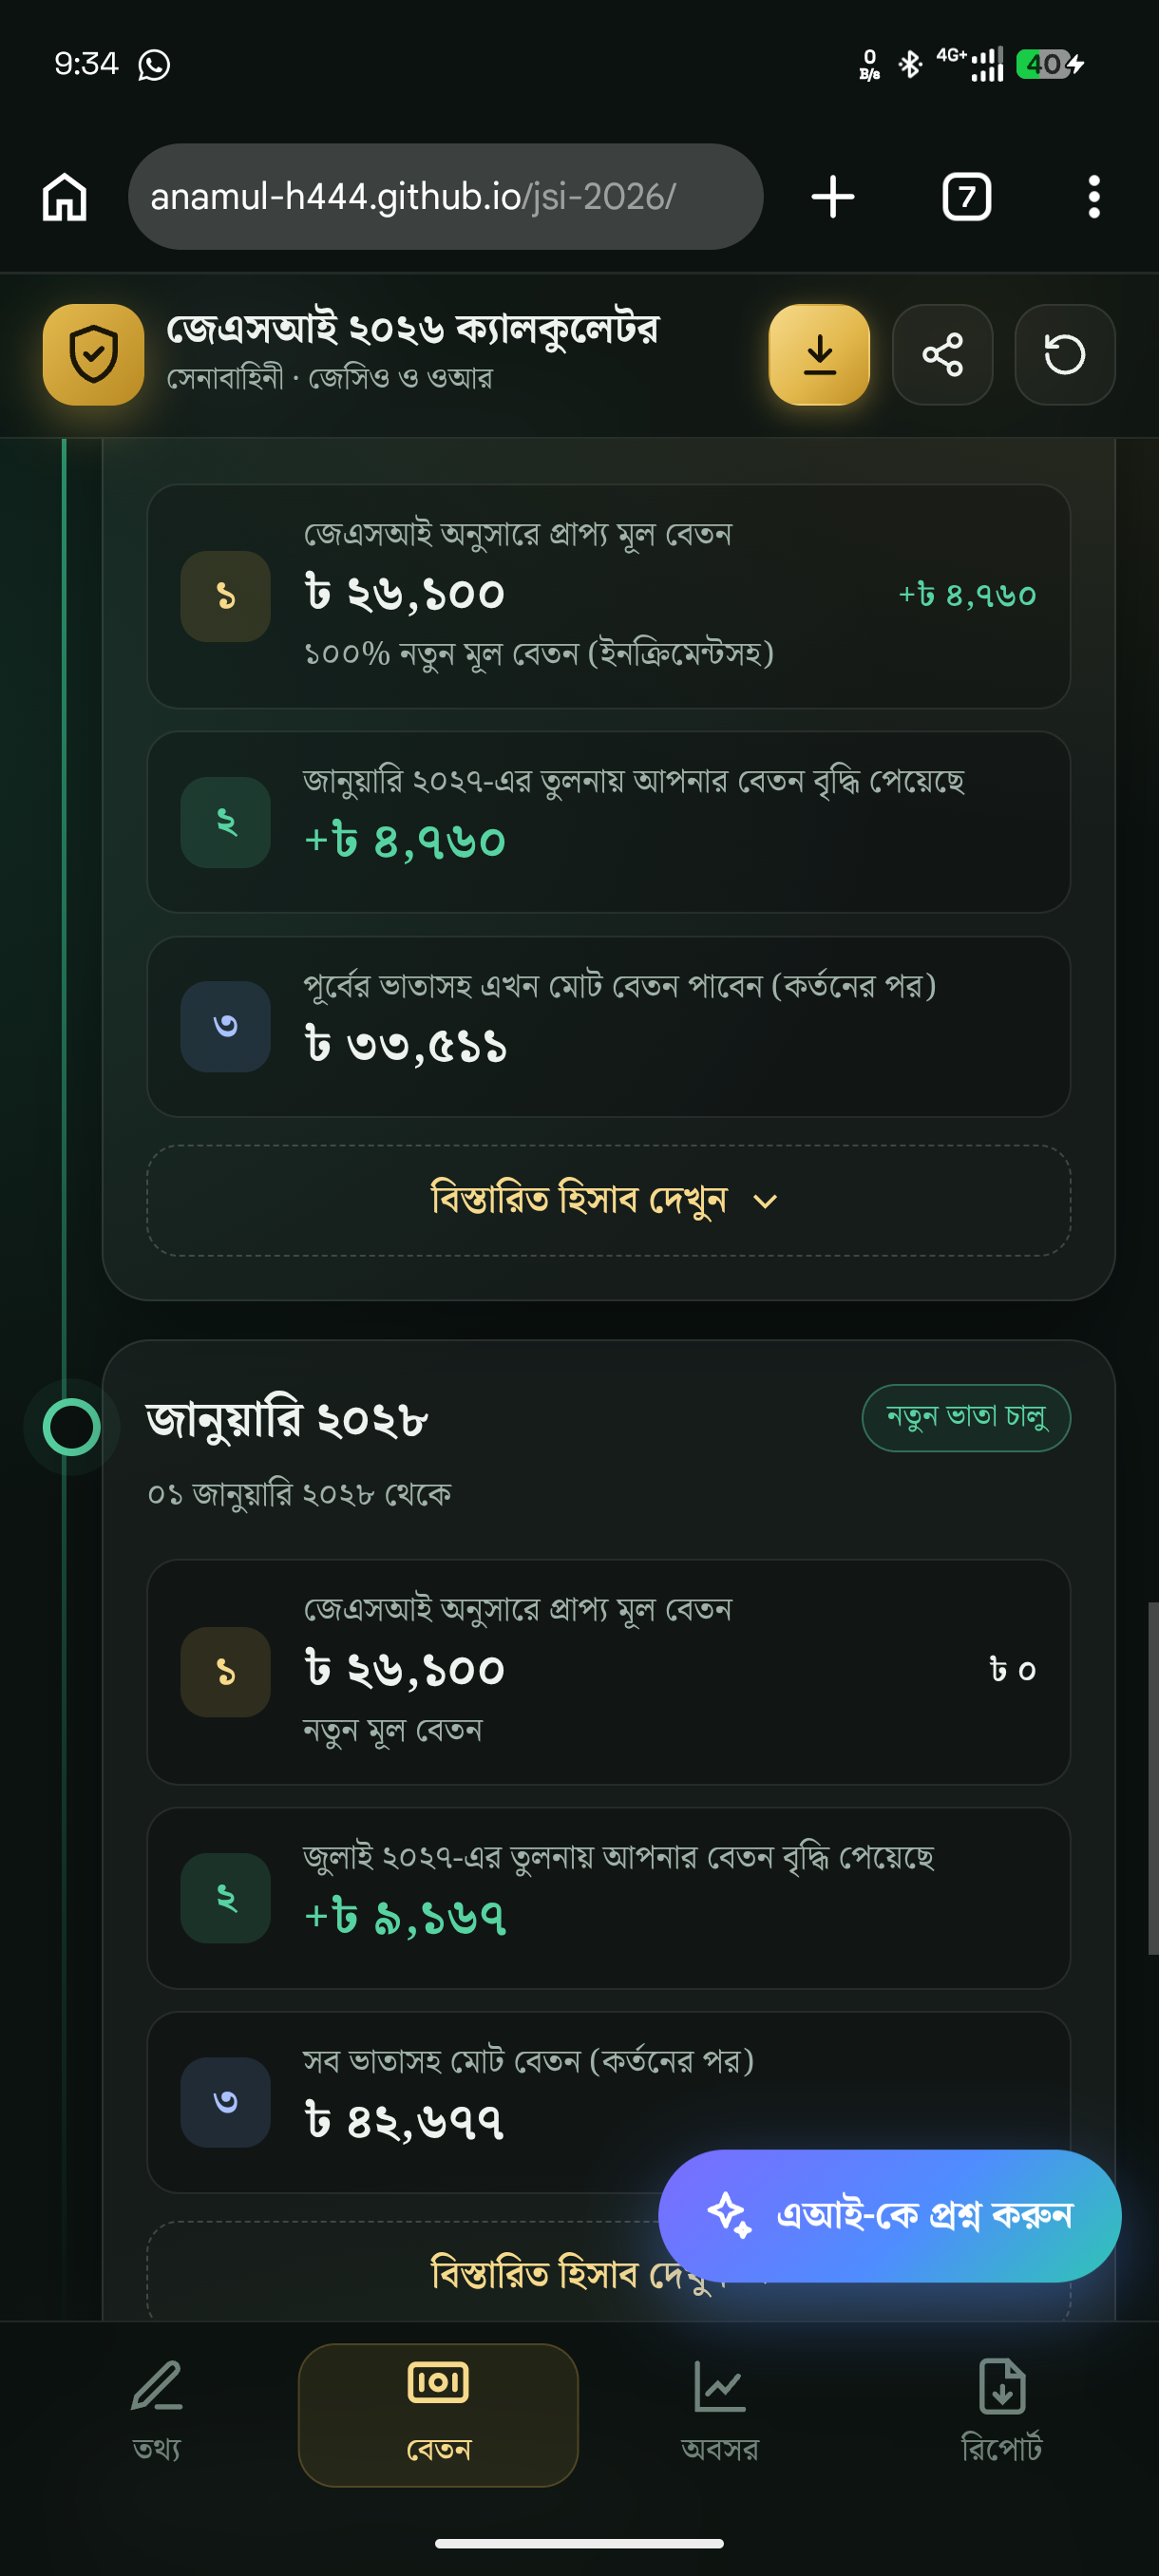 9:34
0 B/s 4G+ 40
anamul-h444.github.io/jsi-2026/
7
জেএসআই ২০২৬ ক্যালকুলেটর
সেনাবাহিনী · জেসিও ও ওআর
জেএসআই অনুসারে প্রাপ্য মূল বেতন
১ ৳ ২৬,১০০ +৳ ৪,৭৬০
১০০% নতুন মূল বেতন (ইনক্রিমেন্টসহ)
জানুয়ারি ২০২৭-এর তুলনায় আপনার বেতন বৃদ্ধি পেয়েছে
২ +৳ ৪,৭৬০
পূর্বের ভাতাসহ এখন মোট বেতন পাবেন (কর্তনের পর)
৩ ৳ ৩৩,৫১১
বিস্তারিত হিসাব দেখুন
জানুয়ারি ২০২৮ নতুন ভাতা চালু
০১ জানুয়ারি ২০২৮ থেকে
জেএসআই অনুসারে প্রাপ্য মূল বেতন
১ ৳ ২৬,১০০ ৳ ০
নতুন মূল বেতন
জুলাই ২০২৭-এর তুলনায় আপনার বেতন বৃদ্ধি পেয়েছে
২ +৳ ৯,১৬৭
সব ভাতাসহ মোট বেতন (কর্তনের পর)
৩ ৳ ৪২,৬৭৭
এআই-কে প্রশ্ন করুন
বিস্তারিত হিসাব
তথ্য বেতন অবসর রিপোর্ট